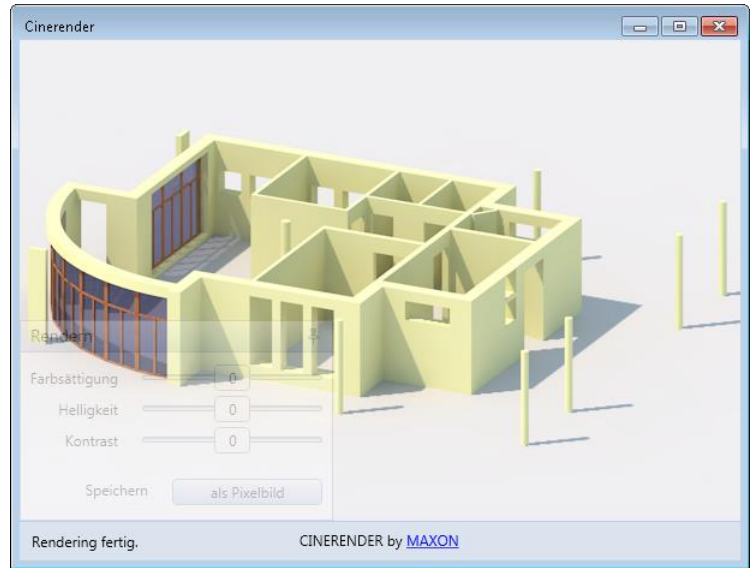 Cinerender
Rendern
Farbsättigung 0
Helligkeit 0
Kontrast 0
Speichern als Pixelbild
Rendering fertig. CINERENDER by MAXON